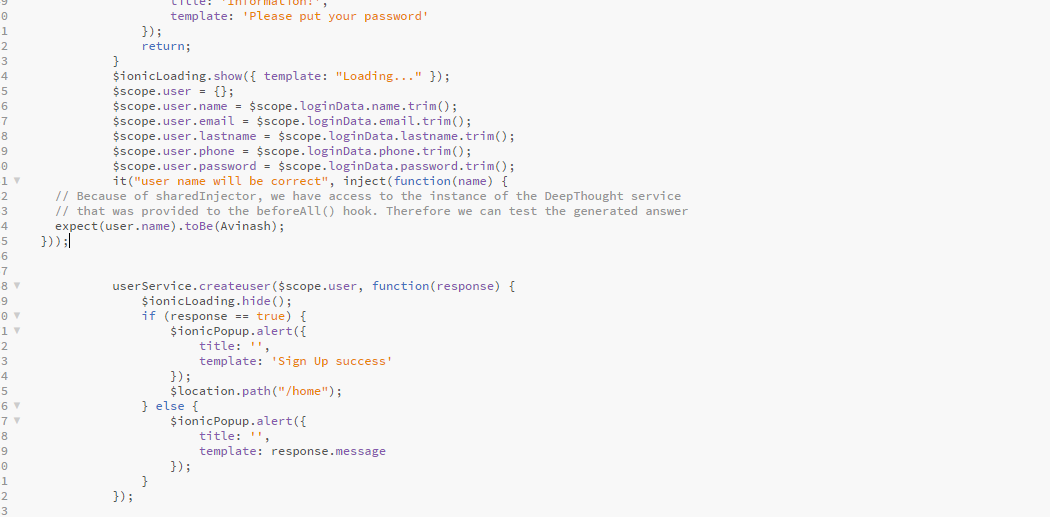 9                       title: 'Information!',
0                       template: 'Please put your password'
1                   });
2                   return;
3               }
4               $ionicLoading.show({ template: "Loading..." });
5               $scope.user = {};
6               $scope.user.name = $scope.loginData.name.trim();
7               $scope.user.email = $scope.loginData.email.trim();
8               $scope.user.lastname = $scope.loginData.lastname.trim();
9               $scope.user.phone = $scope.loginData.phone.trim();
0               $scope.user.password = $scope.loginData.password.trim();
1               it("user name will be correct", inject(function(name) {
2       // Because of sharedInjector, we have access to the instance of the DeepThought service
3       // that was provided to the beforeAll() hook. Therefore we can test the generated answer
4       expect(user.name).toBe(Avinash);
5     }));
6
7
8               userService.createuser($scope.user, function(response) {
9                   $ionicLoading.hide();
0                   if (response == true) {
1                       $ionicPopup.alert({
2                           title: '',
3                           template: 'Sign Up success'
4                       });
5                       $location.path("/home");
6                   } else {
7                       $ionicPopup.alert({
8                           title: '',
9                           template: response.message
0                       });
1                   }
2               });
3